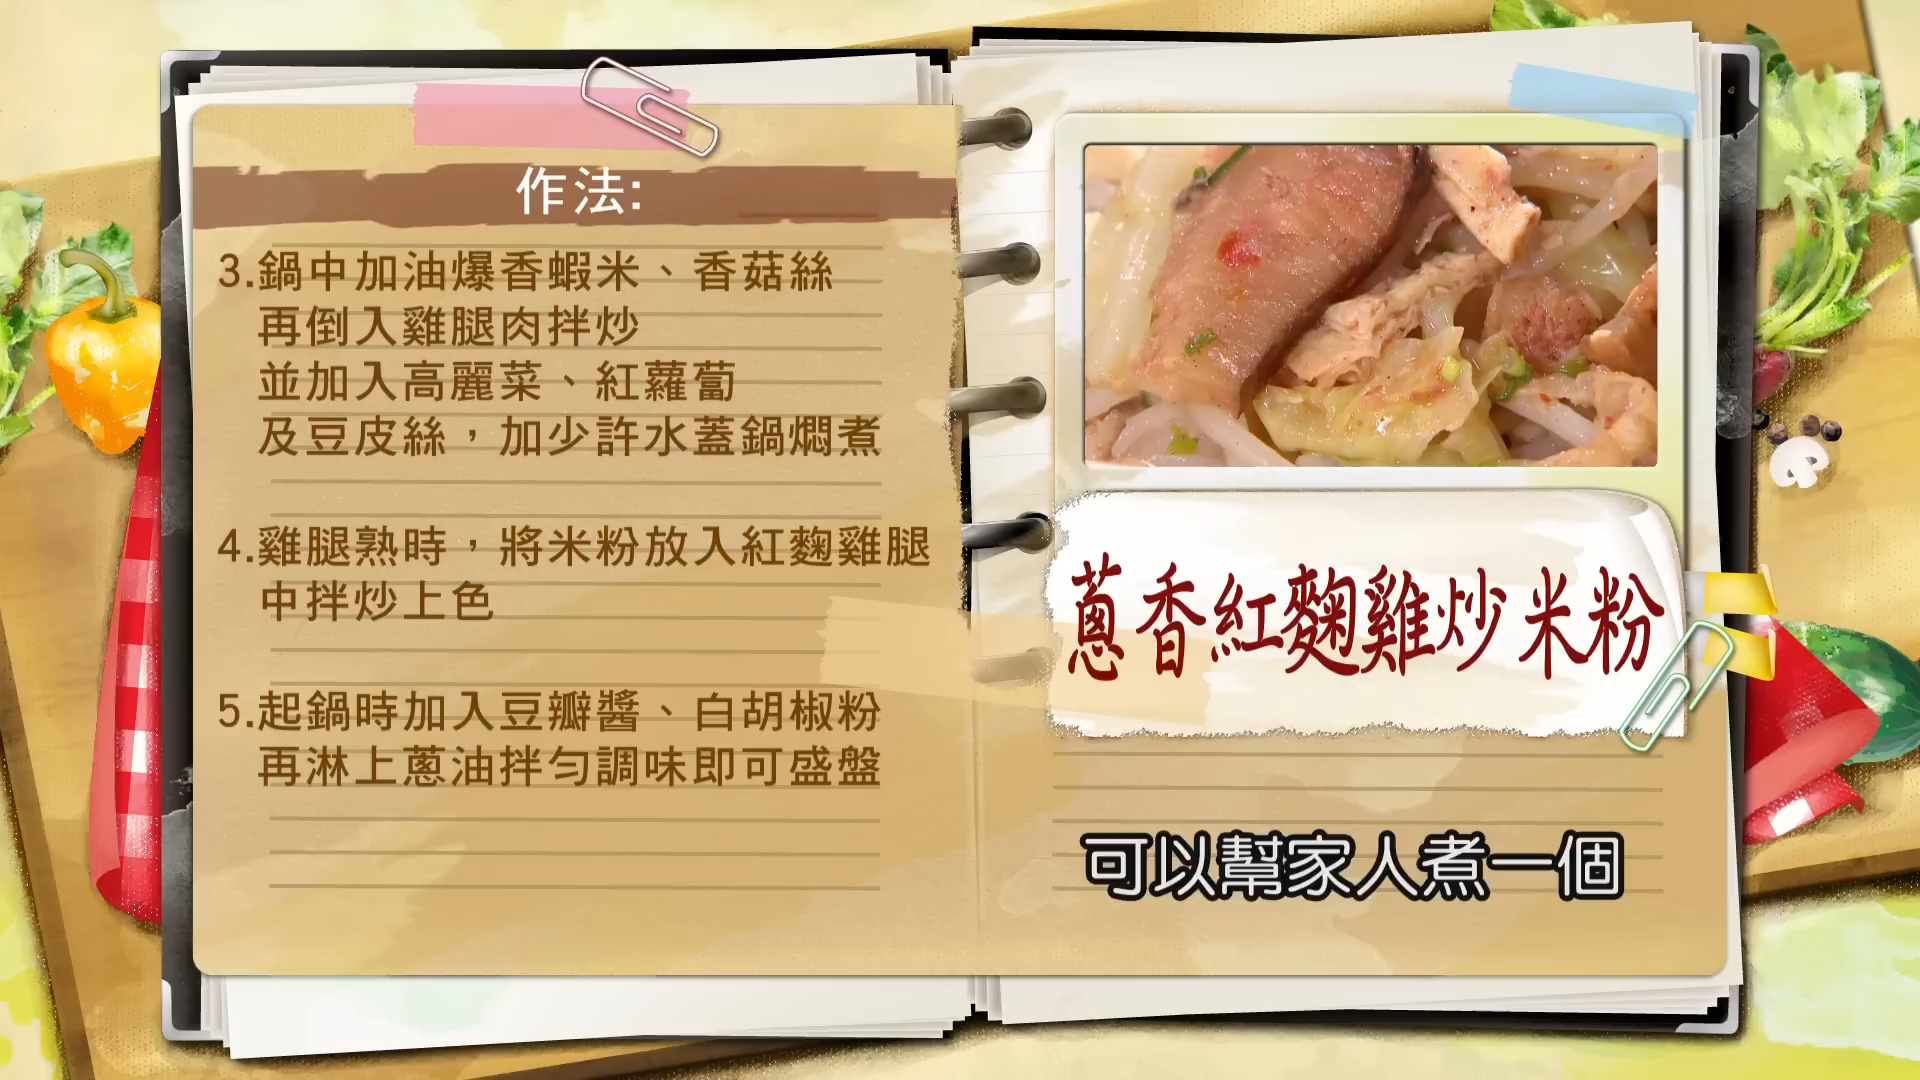 作法:
3.鍋中加油爆香蝦米、香菇絲
再倒入雞腿肉拌炒
並加入高麗菜、紅蘿蔔
及豆皮絲，加少許水蓋鍋燜煮
4.雞腿熟時，將米粉放入紅麴雞腿
中拌炒上色
5.起鍋時加入豆瓣醬、白胡椒粉
再淋上蔥油拌勻調味即可盛盤
蔥香紅麴雞炒米粉
可以幫家人煮一個